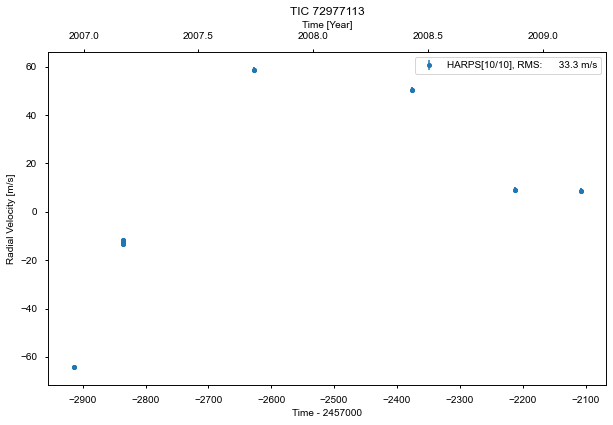 TIC 72977113
Time [Year]
2007.0 2007.5 2008.0 2008.5 2009.0
HARPS[10/10], RMS: 33.3 m/s
60
40
20
0
−20
−40
−60
Radial Velocity [m/s]
−2900 −2800 −2700 −2600 −2500 −2400 −2300 −2200 −2100
Time - 2457000